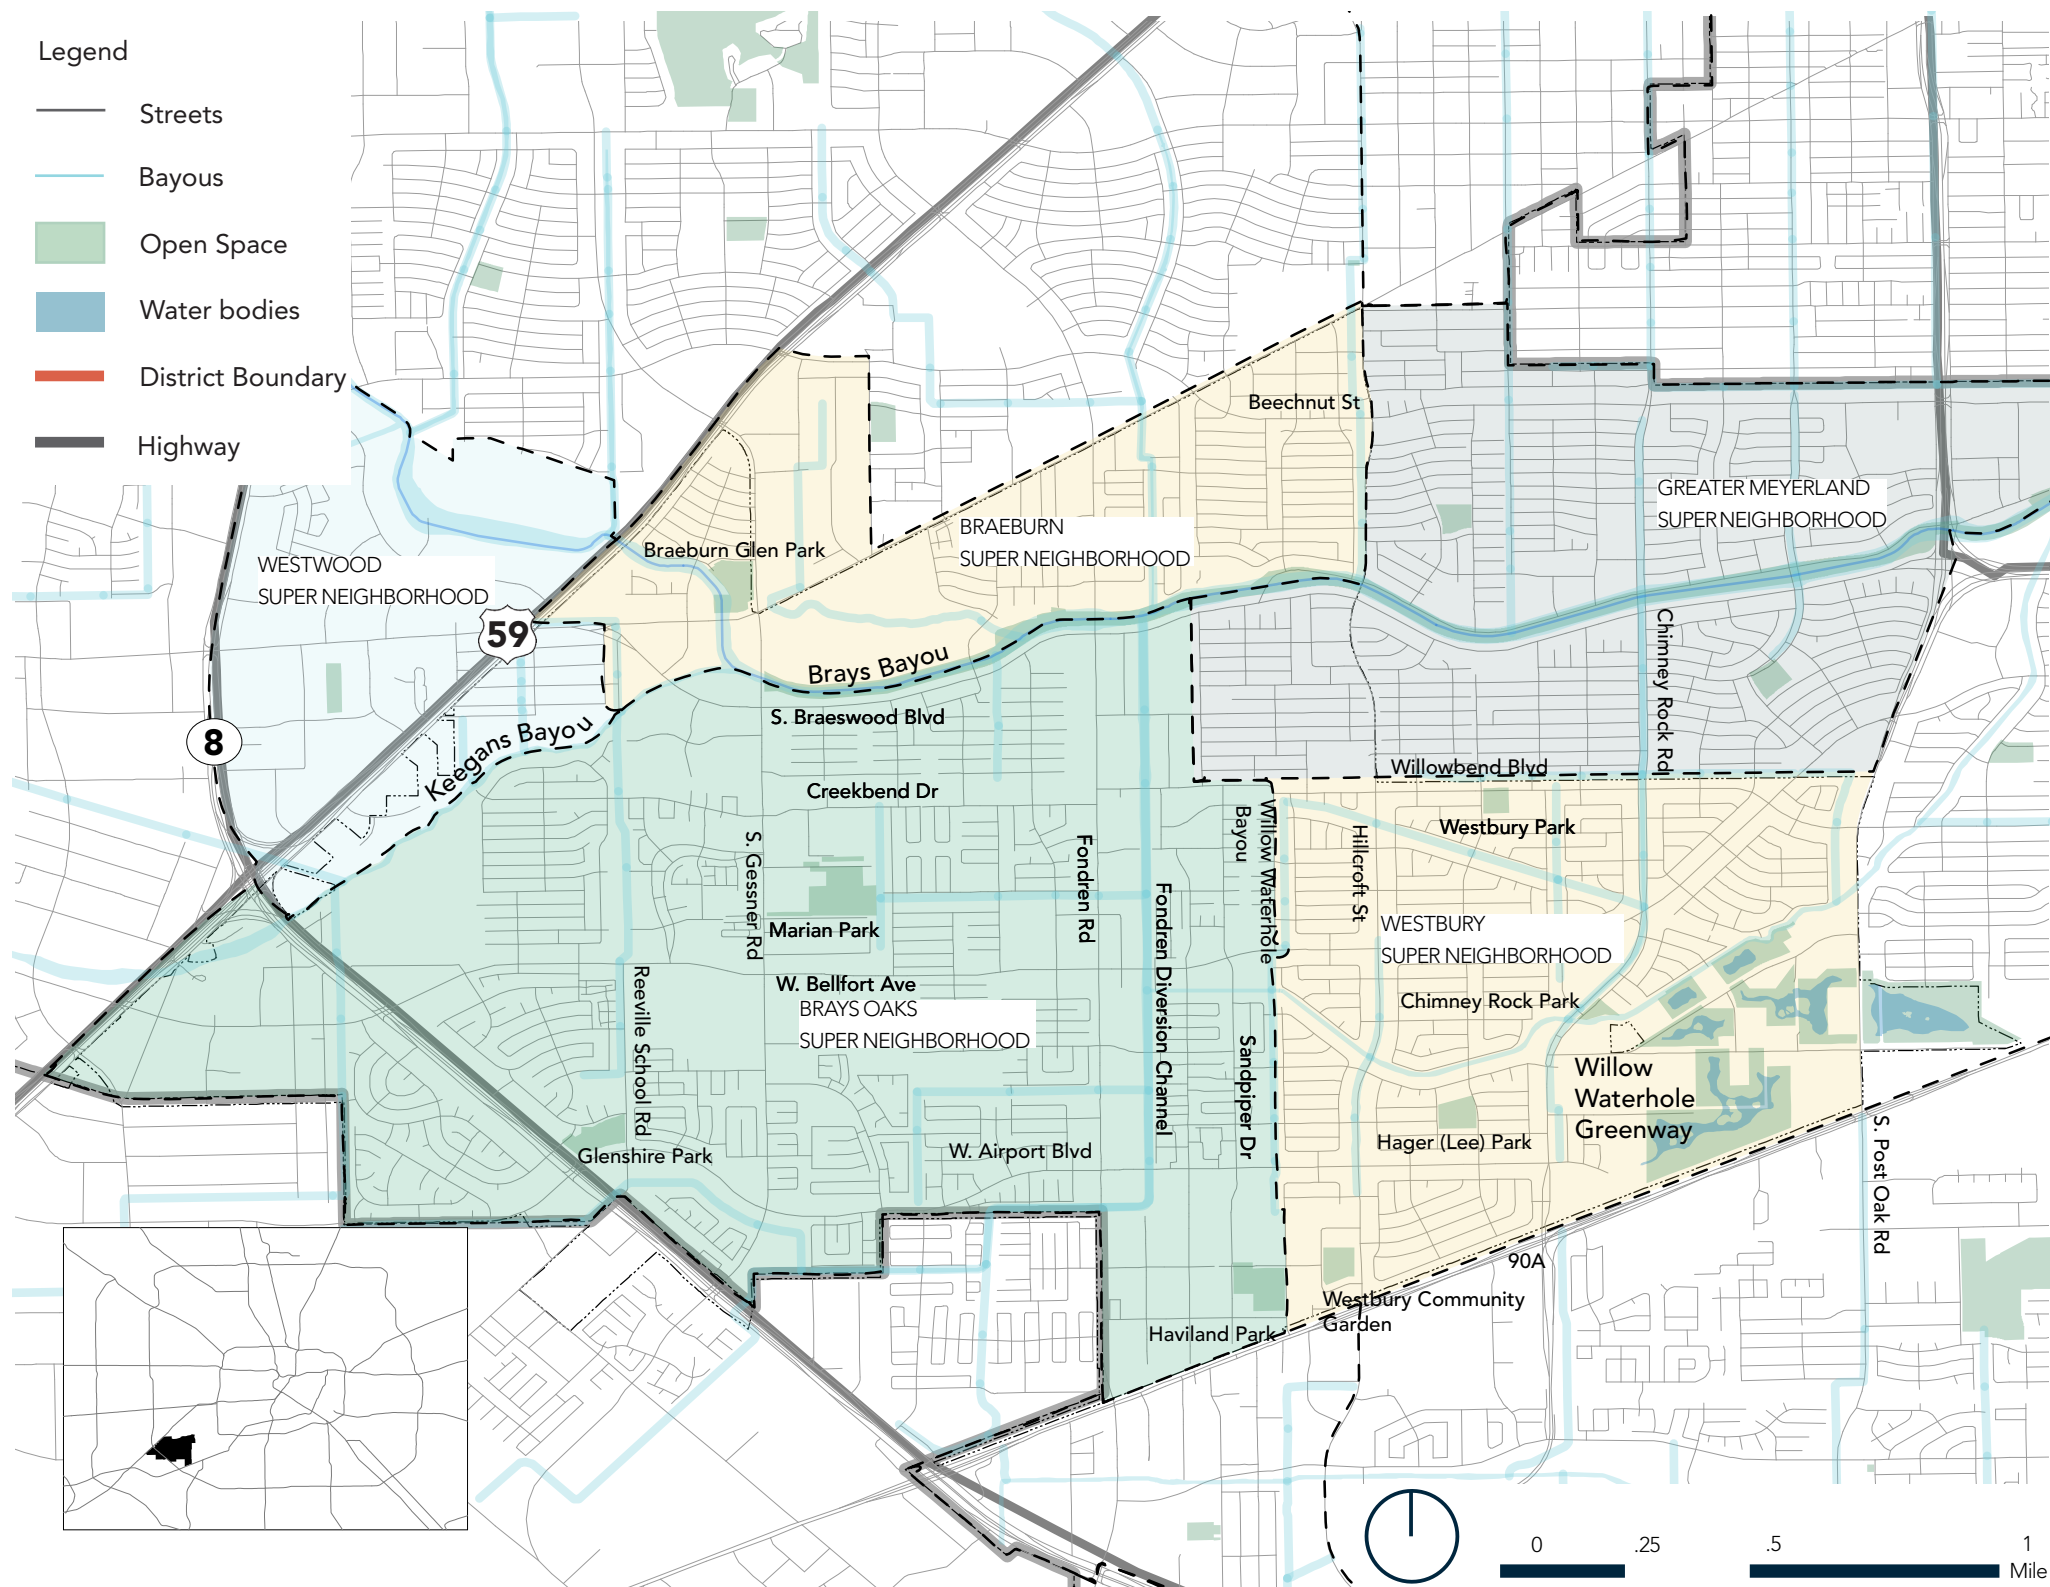 Legend
Streets
Bayous
Open Space
Water bodies
District Boundary
Highway
Beechnut St
GREATER MEYERLAND
SUPER NEIGHBORHOOD
BRAEBURN
SUPER NEIGHBORHOOD
Braeburn Glen Park
WESTWOOD
SUPER NEIGHBORHOOD
59
8
Brays Bayou
Keegans Bayou
S. Braeswood Blvd
Chimney Rock Rd
Willowbend Blvd
Creekbend Dr
Willow Waterhole
Bayou
Westbury Park
Hillcroft St
S. Gessner Rd
Fondren Rd
Fondren Diversion Channel
Marian Park
WESTBURY
SUPER NEIGHBORHOOD
W. Bellfort Ave
BRAYS OAKS
SUPER NEIGHBORHOOD
Chimney Rock Park
Reeville School Rd
Sandpiper Dr
Willow
Waterhole
Greenway
Glenshire Park
W. Airport Blvd
Hager (Lee) Park
S. Post Oak Rd
90A
Westbury Community
Garden
Haviland Park
0 .25 .5 1
Mile